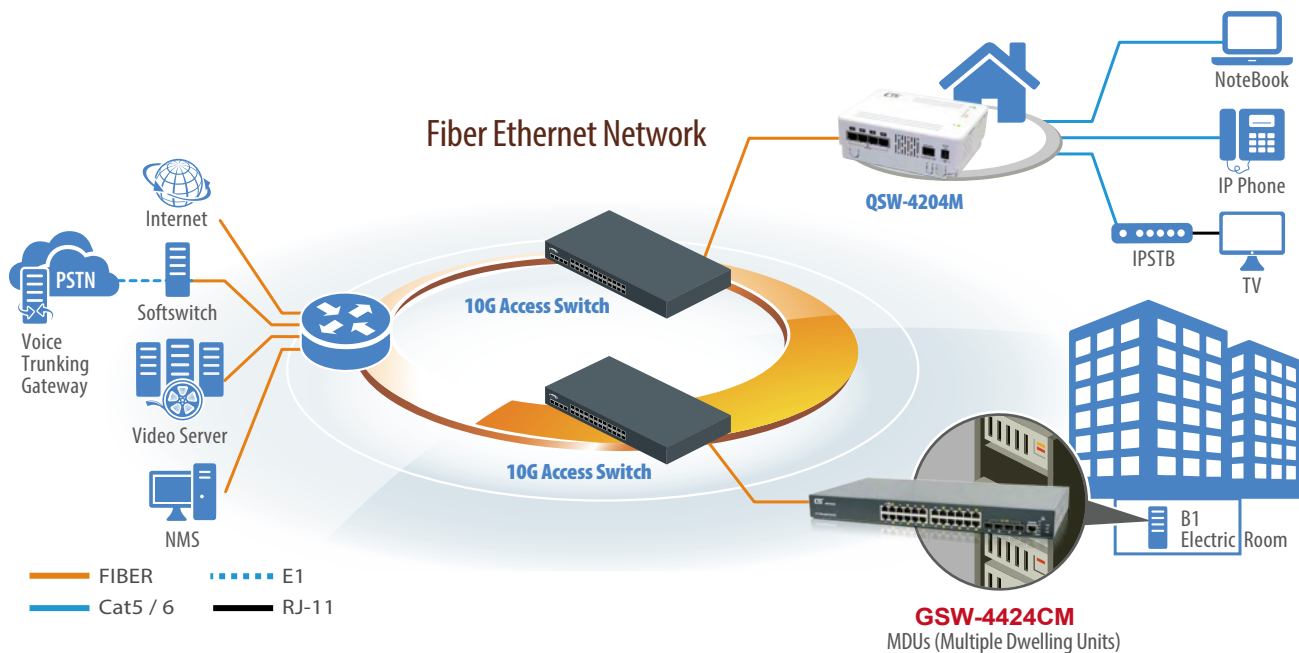 Fiber Ethernet Network
Internet
PSTN
Softswitch
Voice
Trunking
Gateway
Video Server
NMS
10G Access Switch
10G Access Switch
QSW-4204M
NoteBook
IP Phone
IPSTB
TV
B1
Electric Room
GSW-4424CM
MDUs (Multiple Dwelling Units)
FIBER
E1
Cat5 / 6
RJ-11